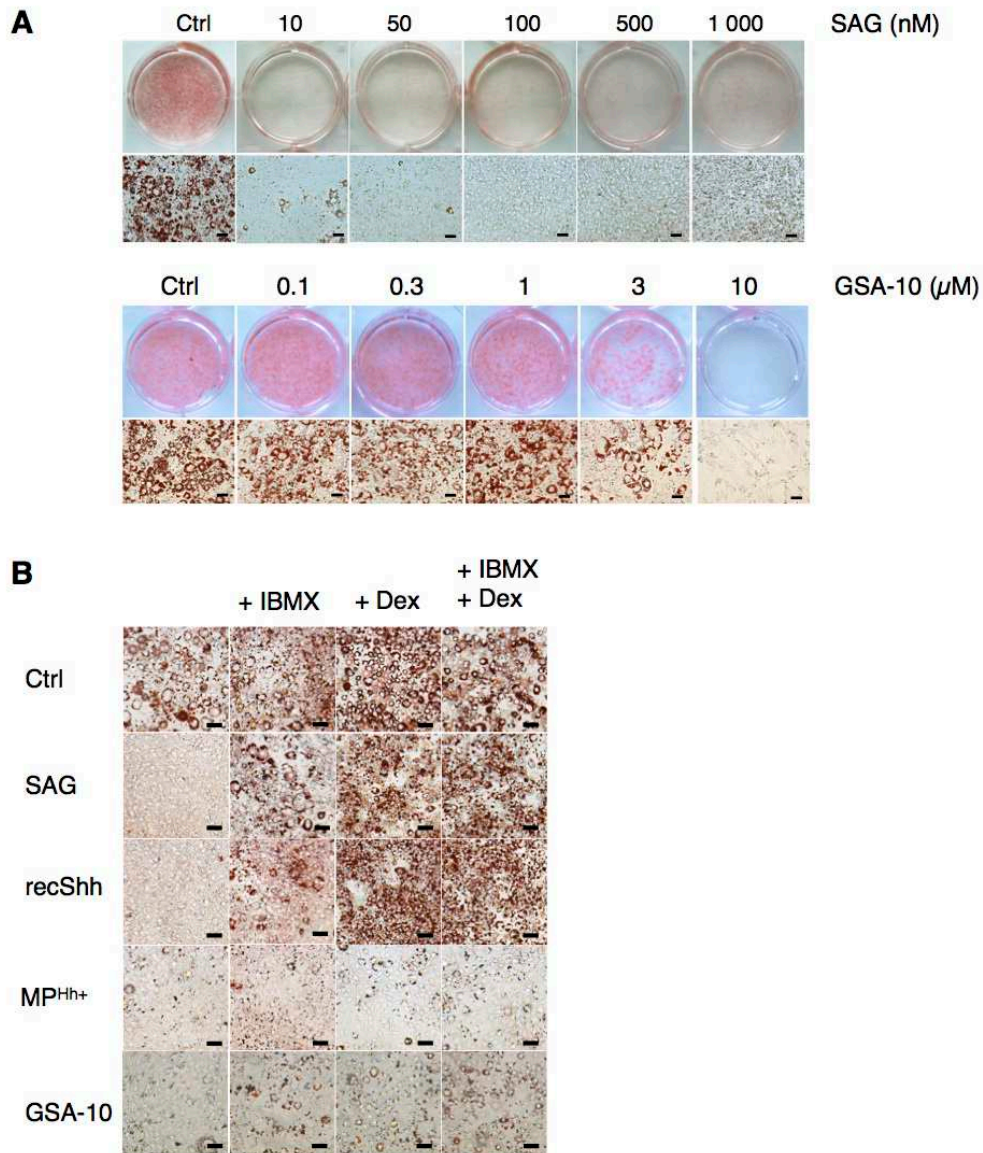 A
Ctrl 10 50 100 500 1 000 SAG (nM)
Ctrl 0.1 0.3 1 3 10 GSA-10 (µM)
B
+ IBMX
+ IBMX + Dex + Dex
Ctrl
SAG
recShh
MPHh+
GSA-10